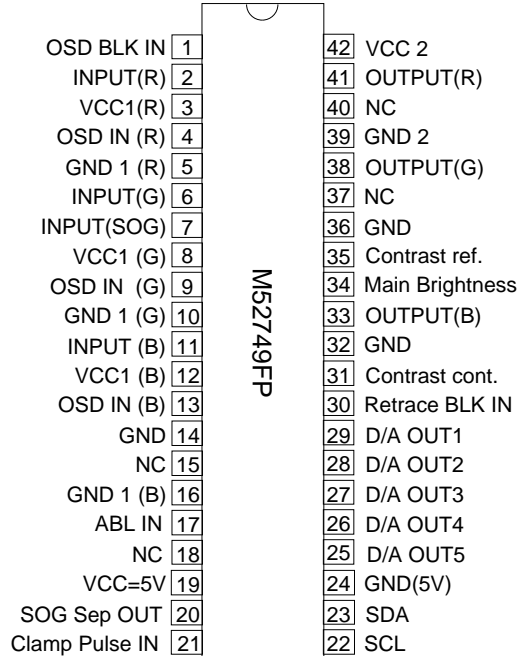 OSD BLK IN 1
INPUT(R) 2
VCC1(R) 3
OSD IN (R) 4
GND 1 (R) 5
INPUT(G) 6
INPUT(SOG) 7
VCC1 (G) 8
OSD IN (G) 9
GND 1 (G) 10
INPUT (B) 11
VCC1 (B) 12
OSD IN (B) 13
GND 14
NC 15
GND 1 (B) 16
ABL IN 17
NC 18
VCC=5V 19
SOG Sep OUT 20
Clamp Pulse IN 21
M52749FP
42 VCC 2
41 OUTPUT(R)
40 NC
39 GND 2
38 OUTPUT(G)
37 NC
36 GND
35 Contrast ref.
34 Main Brightness
33 OUTPUT(B)
32 GND
31 Contrast cont.
30 Retrace BLK IN
29 D/A OUT1
28 D/A OUT2
27 D/A OUT3
26 D/A OUT4
25 D/A OUT5
24 GND(5V)
23 SDA
22 SCL